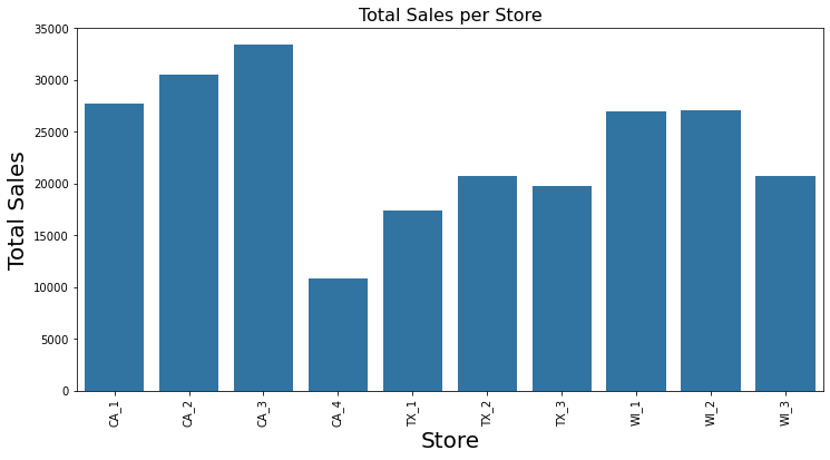 Total Sales per Store
Total Sales
35000
30000
25000
20000
15000
10000
5000
0
CA_1
CA_2
CA_3
CA_4
TX_1
TX_2
TX_3
WI_1
WI_2
WI_3
Store